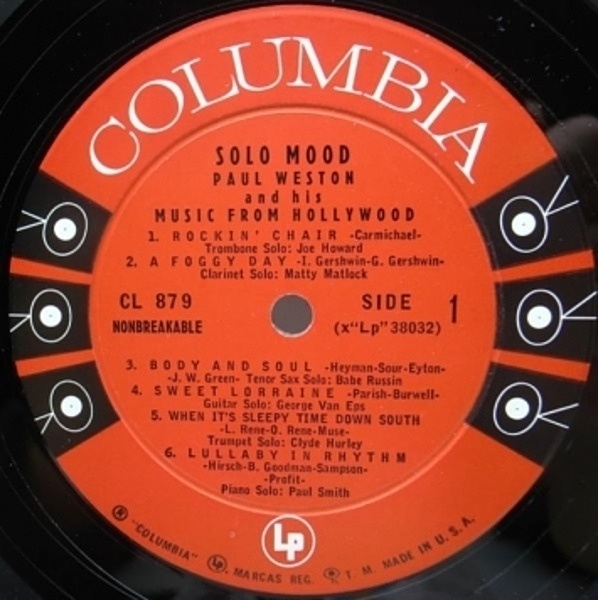 COLUMBIA
SOLO MOOD
PAUL WESTON
and his
MUSIC FROM HOLLYWOOD
1. ROCKIN' CHAIR -Carmichael-
Trombone Solo: Joe Howard
2. A FOGGY DAY -I. Gershwin-G. Gershwin-
Clarinet Solo: Matty Matlock
CL 879
NONBREAKABLE
SIDE 1
(x"Lp" 38032)
3. BODY AND SOUL -Heyman-Sour-Eyton-
-J. W. Green- Tenor Sax Solo: Babe Russin
4. SWEET LORRAINE -Parish-Burwell-
Guitar Solo: George Van Eps
5. WHEN IT'S SLEEPY TIME DOWN SOUTH
-L. Rene-O. Rene-Muse-
Trumpet Solo: Clyde Hurley
6. LULLABY IN RHYTHM
-Hirsch-B. Goodman-Sampson-
-Profit-
Piano Solo: Paul Smith
Lp
® "COLUMBIA" Lp, MARCAS REG. ® T. M. MADE IN U.S.A.